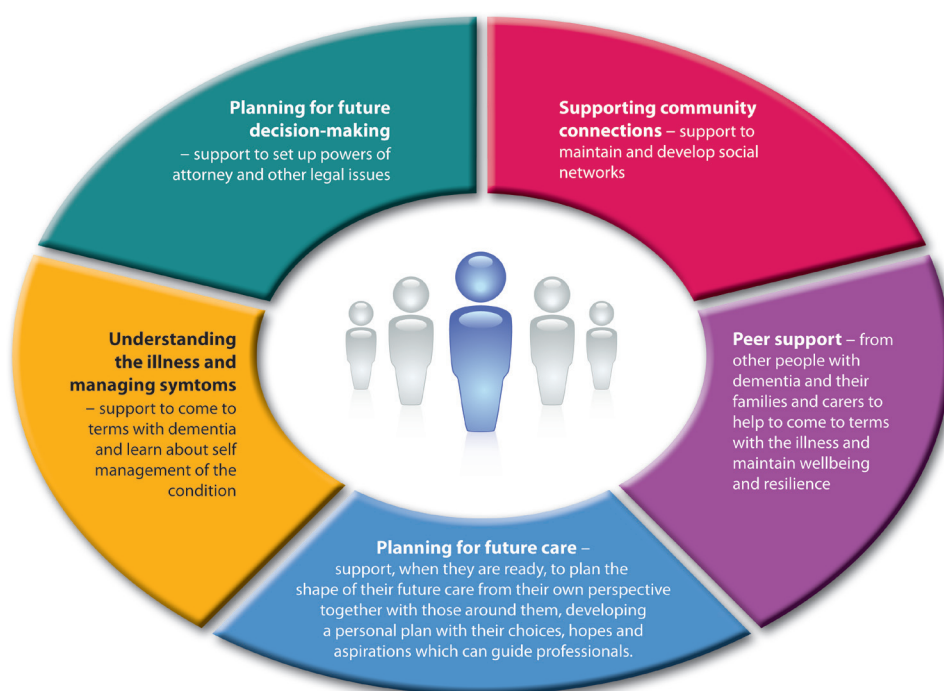 Planning for future
decision-making
– support to set up powers of
attorney and other legal issues
Supporting community
connections – support to
maintain and develop social
networks
Peer support – from
other people with
dementia and their
families and carers to
help to come to terms
with the illness and
maintain wellbeing
and resilience
Planning for future care –
support, when they are ready, to plan the
shape of their future care from their own perspective
together with those around them, developing
a personal plan with their choices, hopes and
aspirations which can guide professionals.
Understanding
the illness and
managing symtoms
– support to come to
terms with dementia
and learn about self
management of the
condition